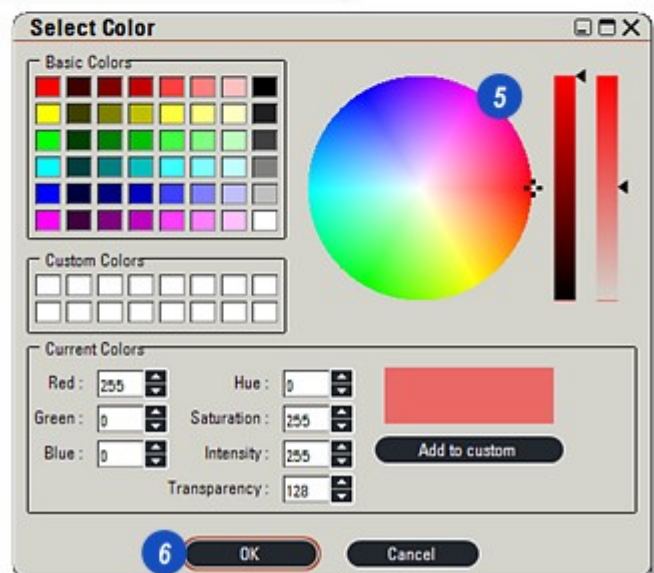 Select Color
Basic Colors
5
Custom Colors
Current Colors
Red : 255 Hue : 0
Green : 0 Saturation : 255
Blue : 0 Intensity : 255 Add to custom
Transparency : 128
6 OK Cancel